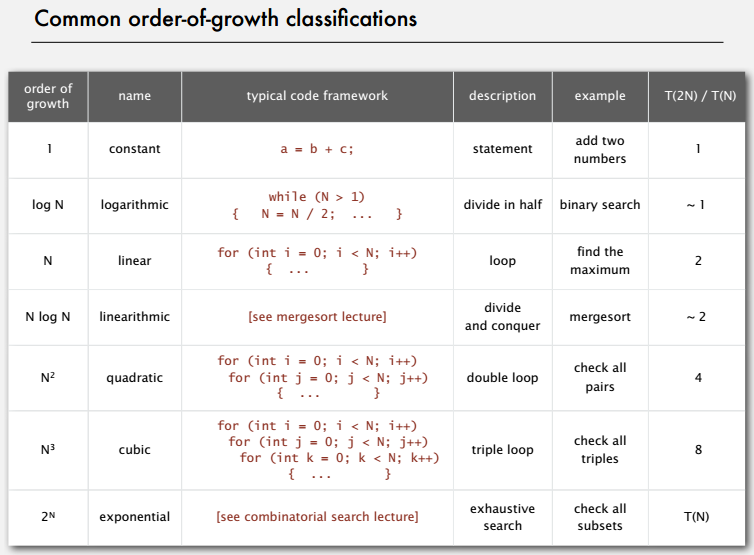 Common order-of-growth classifications
order of growth name typical code framework description example T(2N) / T(N)
1 constant a = b + c; statement add two numbers 1
log N logarithmic while (N > 1)
{ N = N / 2; ... } divide in half binary search ~ 1
N linear for (int i = 0; i < N; i++)
{ ... } loop find the maximum 2
N log N linearithmic [see mergesort lecture] divide and conquer mergesort ~ 2
N² quadratic for (int i = 0; i < N; i++)
for (int j = 0; j < N; j++)
{ ... } double loop check all pairs 4
N³ cubic for (int i = 0; i < N; i++)
for (int j = 0; j < N; j++)
for (int k = 0; k < N; k++)
{ ... } triple loop check all triples 8
2ᴺ exponential [see combinatorial search lecture] exhaustive search check all subsets T(N)